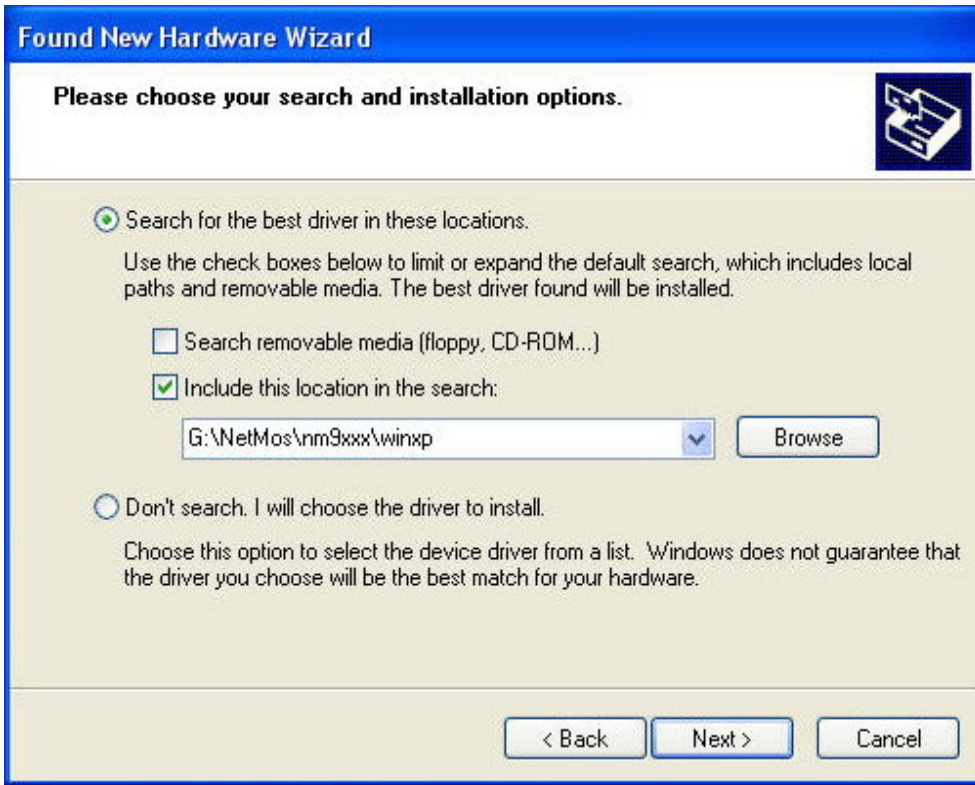 Found New Hardware Wizard
Please choose your search and installation options.
Search for the best driver in these locations.
Use the check boxes below to limit or expand the default search, which includes local
paths and removable media. The best driver found will be installed.
Search removable media (floppy, CD-ROM...)
Include this location in the search:
G:\NetMos\nm9xxx\winxp
Browse
Don't search. I will choose the driver to install.
Choose this option to select the device driver from a list.  Windows does not guarantee that
the driver you choose will be the best match for your hardware.
< Back
Next >
Cancel